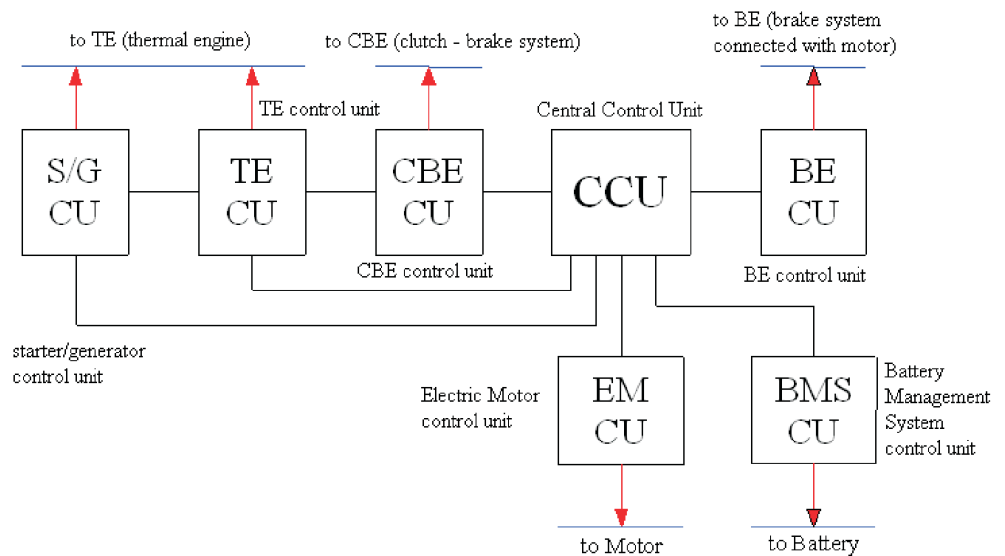 to TE (thermal engine)
to CBE (clutch - brake system)
to BE (brake system
connected with motor)
TE control unit
Central Control Unit
S/G
CU
TE
CU
CBE
CU
CCU
BE
CU
CBE control unit
BE control unit
starter/generator
control unit
Electric Motor
control unit
EM
CU
BMS
CU
Battery
Management
System
control unit
to Motor
to Battery